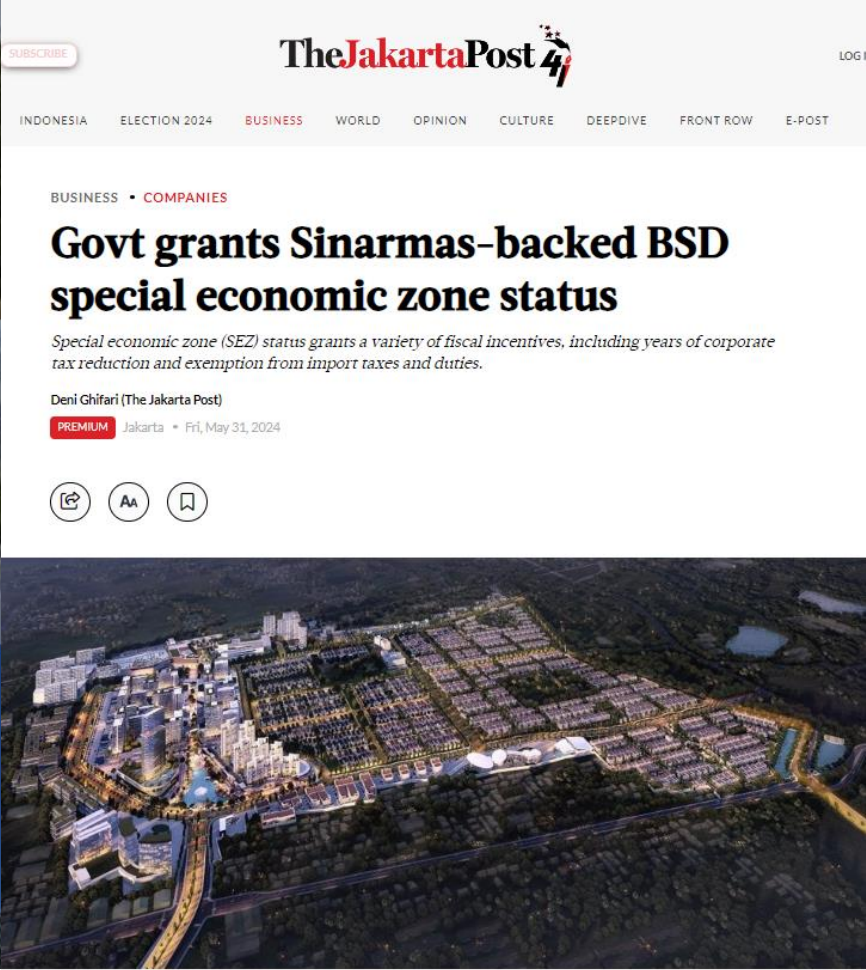 SUBSCRIBE
TheJakartaPost 41
LOG I
INDONESIA ELECTION 2024 BUSINESS WORLD OPINION CULTURE DEEPDIVE FRONT ROW E-POST
BUSINESS • COMPANIES
Govt grants Sinarmas-backed BSD
special economic zone status
Special economic zone (SEZ) status grants a variety of fiscal incentives, including years of corporate
tax reduction and exemption from import taxes and duties.
Deni Ghifari (The Jakarta Post)
PREMIUM Jakarta • Fri, May 31, 2024
AA